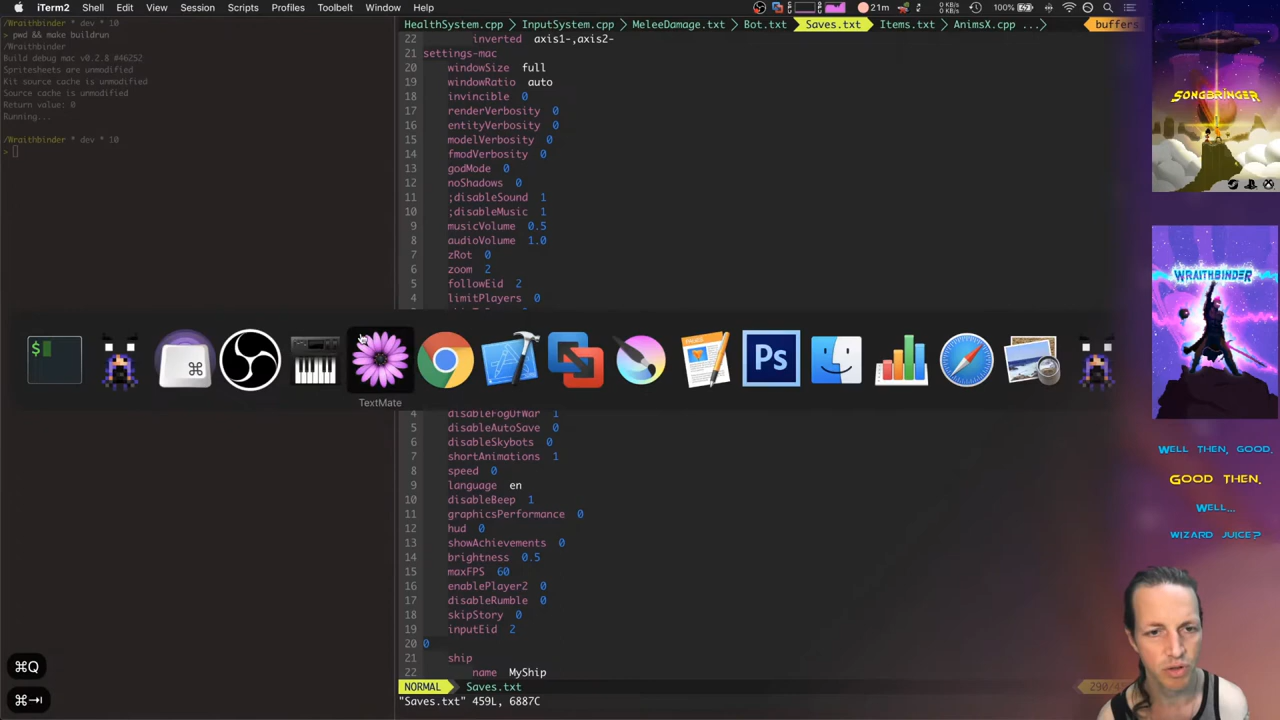 iTerm2 Shell Edit View Session Scripts Profiles Toolbelt Window Help 21m 0 KB/s 0 KB/s 100%
/Wraithbinder * dev * 10
> pwd && make buildrun
/Wraithbinder
Build debug mac v0.2.8 #46252
Spritesheets are unmodified
Kit source cache is unmodified
Source cache is unmodified
Return value: 0
Running...
/Wraithbinder * dev * 10
>
HealthSystem.cpp > InputSystem.cpp > MeleeDamage.txt > Bot.txt Saves.txt Items.txt > AnimsX.cpp ...> buffers
22 inverted axis1-,axis2-
21 settings-mac
20 windowSize full
19 windowRatio auto
18 invincible 0
17 renderVerbosity 0
16 entityVerbosity 0
15 modelVerbosity 0
14 fmodVerbosity 0
13 godMode 0
12 noShadows 0
11 ;disableSound 1
10 ;disableMusic 1
9 musicVolume 0.5
8 audioVolume 1.0
7 zRot 0
6 zoom 2
5 followEid 2
4 limitPlayers 0
$
⌘
Ps
TextMate
4 disableFogOfWar 1
5 disableAutoSave 0
6 disableSkybots 0
7 shortAnimations 1
8 speed 0
9 language en
10 disableBeep 1
11 graphicsPerformance 0
12 hud 0
13 showAchievements 0
14 brightness 0.5
15 maxFPS 60
16 enablePlayer2 0
17 disableRumble 0
18 skipStory 0
19 inputEid 2
20 0
21 ship
22 name MyShip
NORMAL Saves.txt
"Saves.txt" 459L, 6887C
⌘Q
⌘⇥
SONGBRINGER
WRAITHBINDER
WELL THEN, GOOD.
GOOD THEN.
WELL...
WIZARD JUICE?